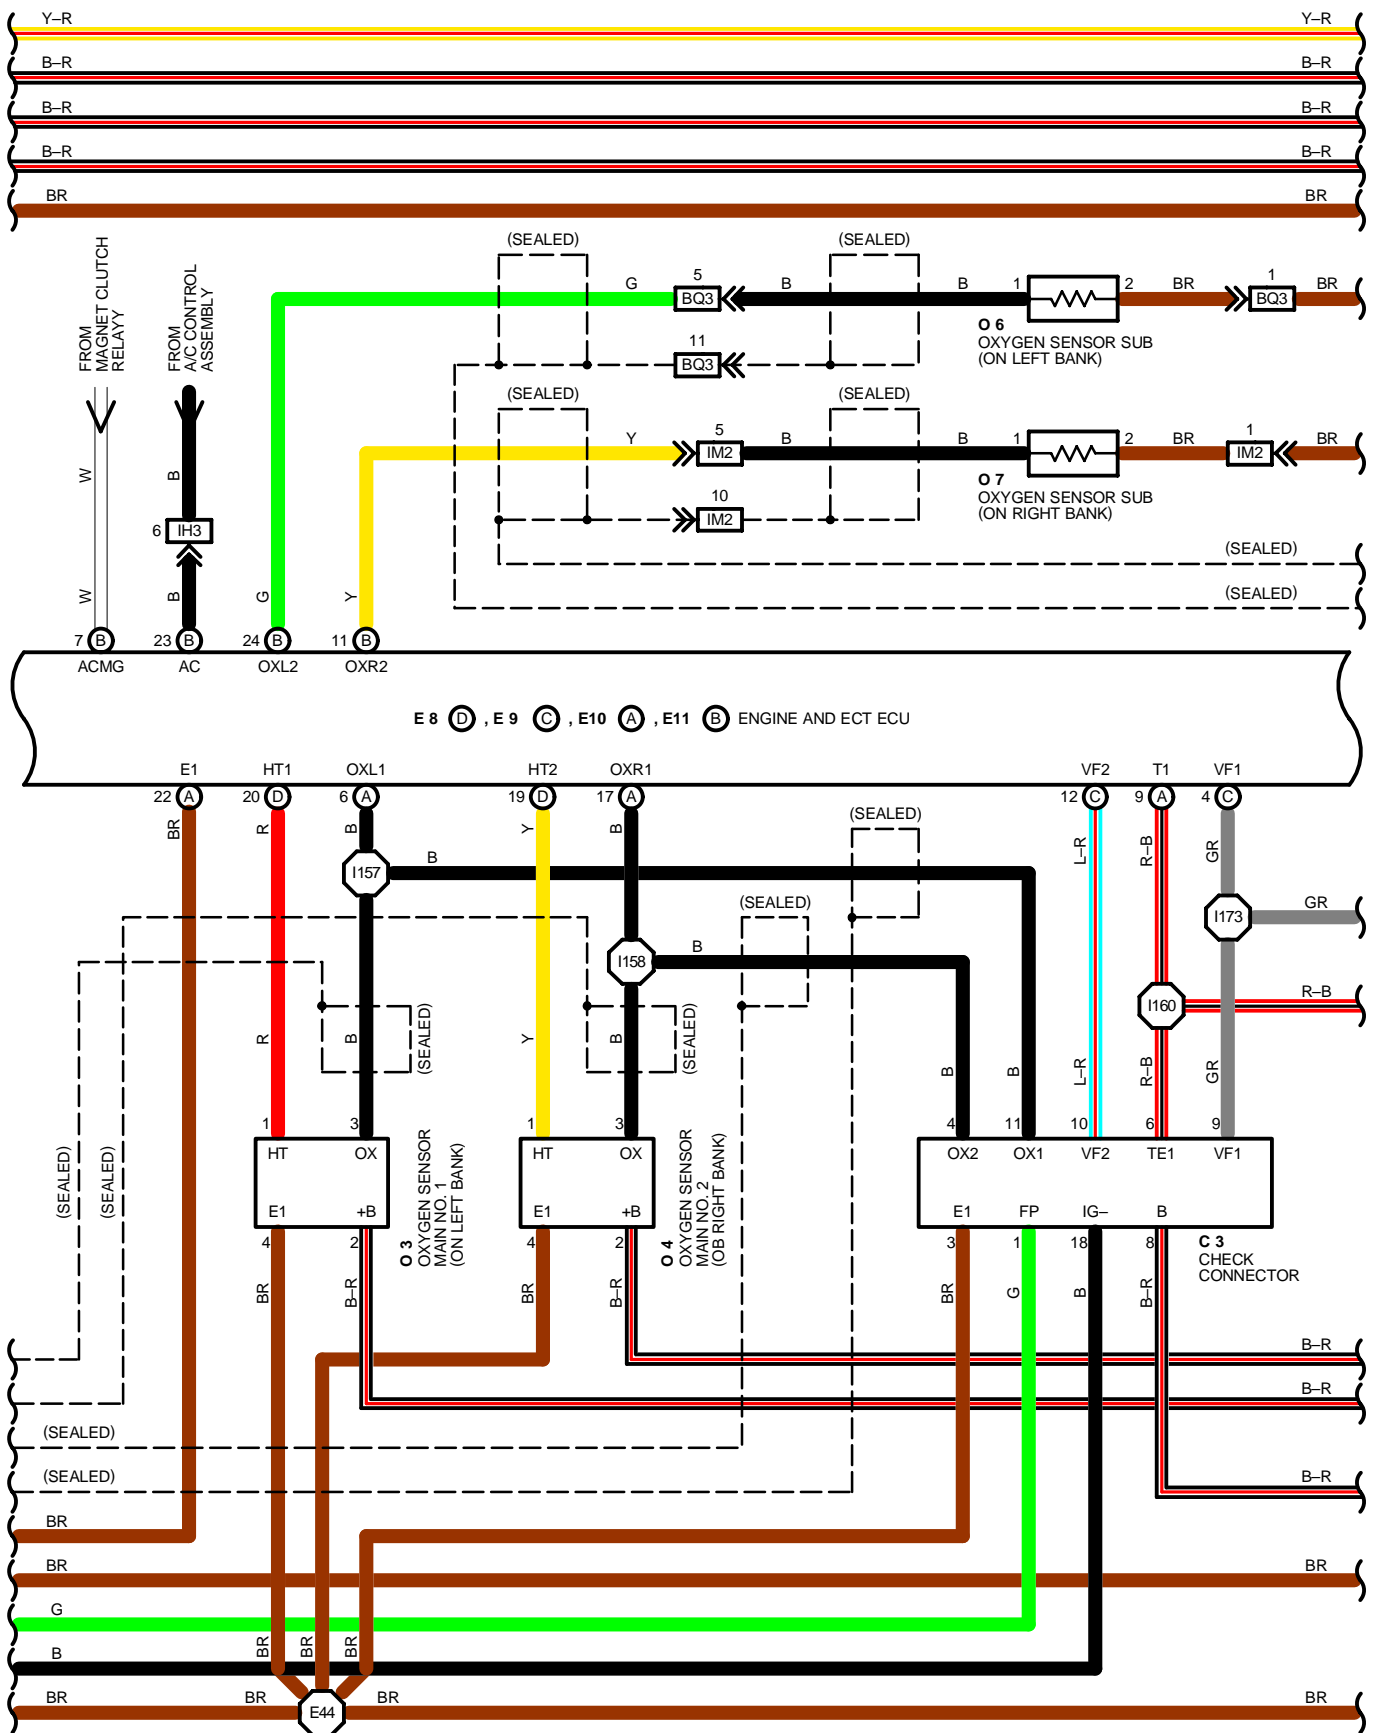 Y–R Y–R
B–R B–R
B–R B–R
B–R B–R
BR BR
(SEALED) (SEALED)
FROM
MAGNET CLUTCH
RELAYY
FROM
A/C CONTROL
ASSEMBLY
G 5 BQ3 B B 1 2 BR 1 BQ3 BR
O 6
OXYGEN SENSOR SUB
(ON LEFT BANK)
11
BQ3
(SEALED) (SEALED)
Y 5 IM2 B B 1 2 BR 1 IM2 BR
O 7
OXYGEN SENSOR SUB
(ON RIGHT BANK)
W B
10
IM2
6 IH3
(SEALED)
(SEALED)
W B G Y
7 B 23 B 24 B 11 B
ACMG AC OXL2 OXR2
E 8 D , E 9 C , E10 A , E11 B ENGINE AND ECT ECU
E1 HT1 OXL1 HT2 OXR1 VF2 T1 VF1
22 A 20 D 6 A 19 D 17 A 12 C 9 A 4 C
BR R B Y B L–R R–B GR
(SEALED)
B
I157
(SEALED)
I173 GR
I158 B
R–B
I160
R B (SEALED) Y B (SEALED)
B B L–R R–B GR
1 3 1 3 4 11 10 6 9
HT OX HT OX OX2 OX1 VF2 TE1 VF1
(SEALED) (SEALED)
E1 +B E1 +B E1 FP IG– B
4 2 4 2 3 1 18 8
O 3
OXYGEN SENSOR
MAIN NO. 1
(ON LEFT BANK)
O 4
OXYGEN SENSOR
MAIN NO. 2
(OB RIGHT BANK)
C 3
CHECK
CONNECTOR
BR B–R BR B–R BR G B B–R
B–R
B–R
(SEALED)
(SEALED) B–R
BR
BR BR
G
BR BR BR
B
BR BR E44 BR BR